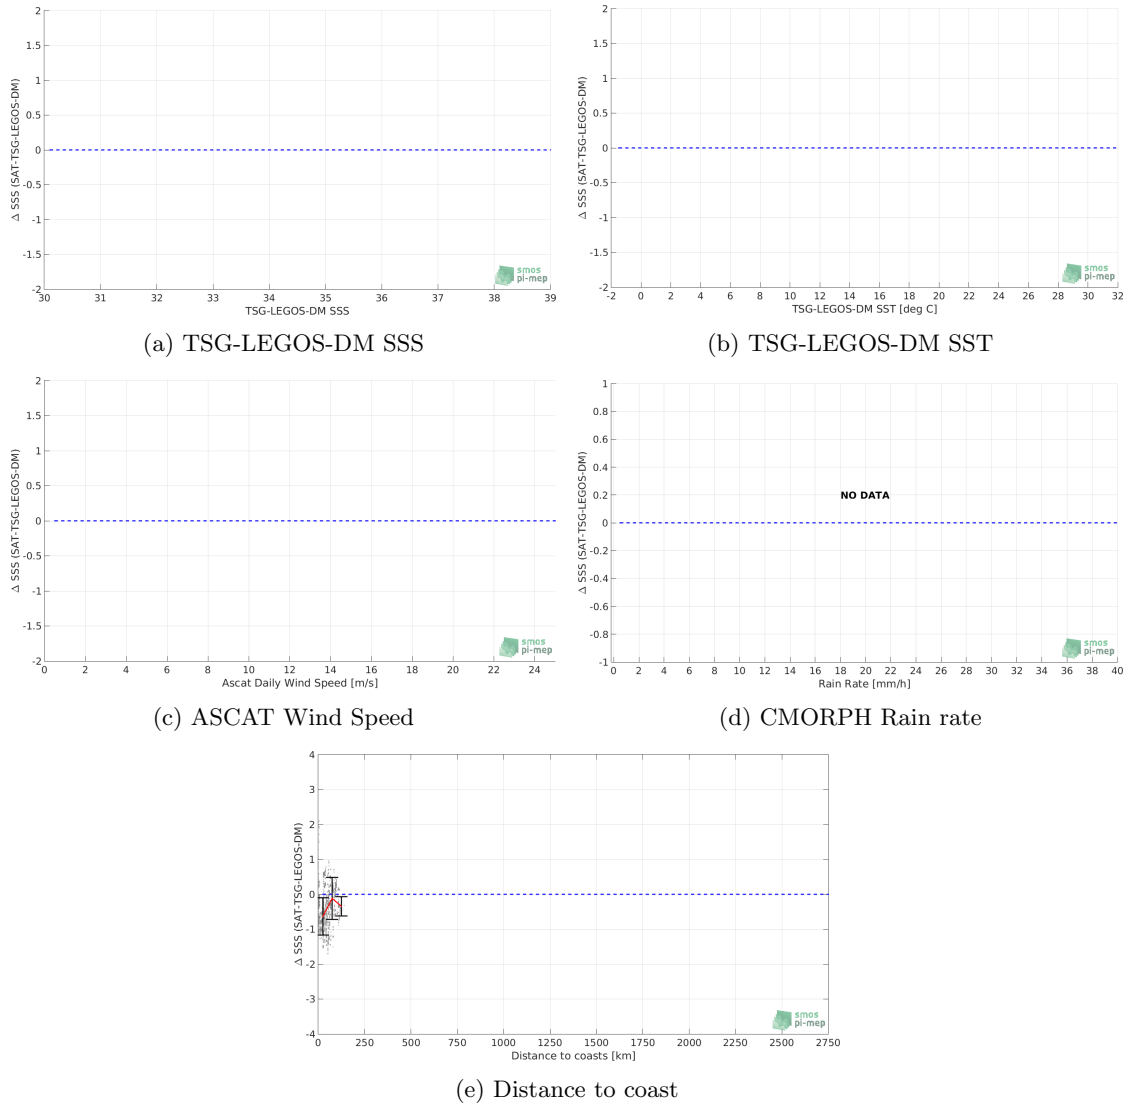 2
1.5
1
0.5
0
-0.5
-1
-1.5
-2
Δ SSS (SAT-TSG-LEGOS-DM)
30 31 32 33 34 35 36 37 38 39
TSG-LEGOS-DM SSS
smos
pi-mep
(a) TSG-LEGOS-DM SSS
2
1.5
1
0.5
0
-0.5
-1
-1.5
-2
Δ SSS (SAT-TSG-LEGOS-DM)
-2 0 2 4 6 8 10 12 14 16 18 20 22 24 26 28 30 32
TSG-LEGOS-DM SST [deg C]
smos
pi-mep
(b) TSG-LEGOS-DM SST
2
1.5
1
0.5
0
-0.5
-1
-1.5
-2
Δ SSS (SAT-TSG-LEGOS-DM)
0 2 4 6 8 10 12 14 16 18 20 22 24
Ascat Daily Wind Speed [m/s]
smos
pi-mep
(c) ASCAT Wind Speed
1
0.8
0.6
0.4
0.2
0
-0.2
-0.4
-0.6
-0.8
-1
Δ SSS (SAT-TSG-LEGOS-DM)
NO DATA
0 2 4 6 8 10 12 14 16 18 20 22 24 26 28 30 32 34 36 38 40
Rain Rate [mm/h]
smos
pi-mep
(d) CMORPH Rain rate
4
3
2
1
0
-1
-2
-3
-4
Δ SSS (SAT-TSG-LEGOS-DM)
0 250 500 750 1000 1250 1500 1750 2000 2250 2500 2750
Distance to coasts [km]
smos
pi-mep
(e) Distance to coast